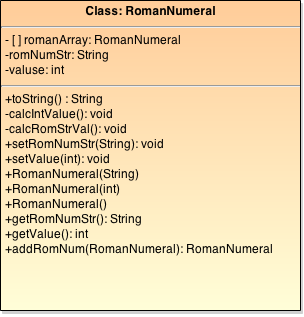 Class: RomanNumeral
- [ ] romanArray: RomanNumeral
-romNumStr: String
-valuse: int
+toString() : String
-calcIntValue(): void
-calcRomStrVal(): void
+setRomNumStr(String): void
+setValue(int): void
+RomanNumeral(String)
+RomanNumeral(int)
+RomanNumeral()
+getRomNumStr(): String
+getValue(): int
+addRomNum(RomanNumeral): RomanNumeral